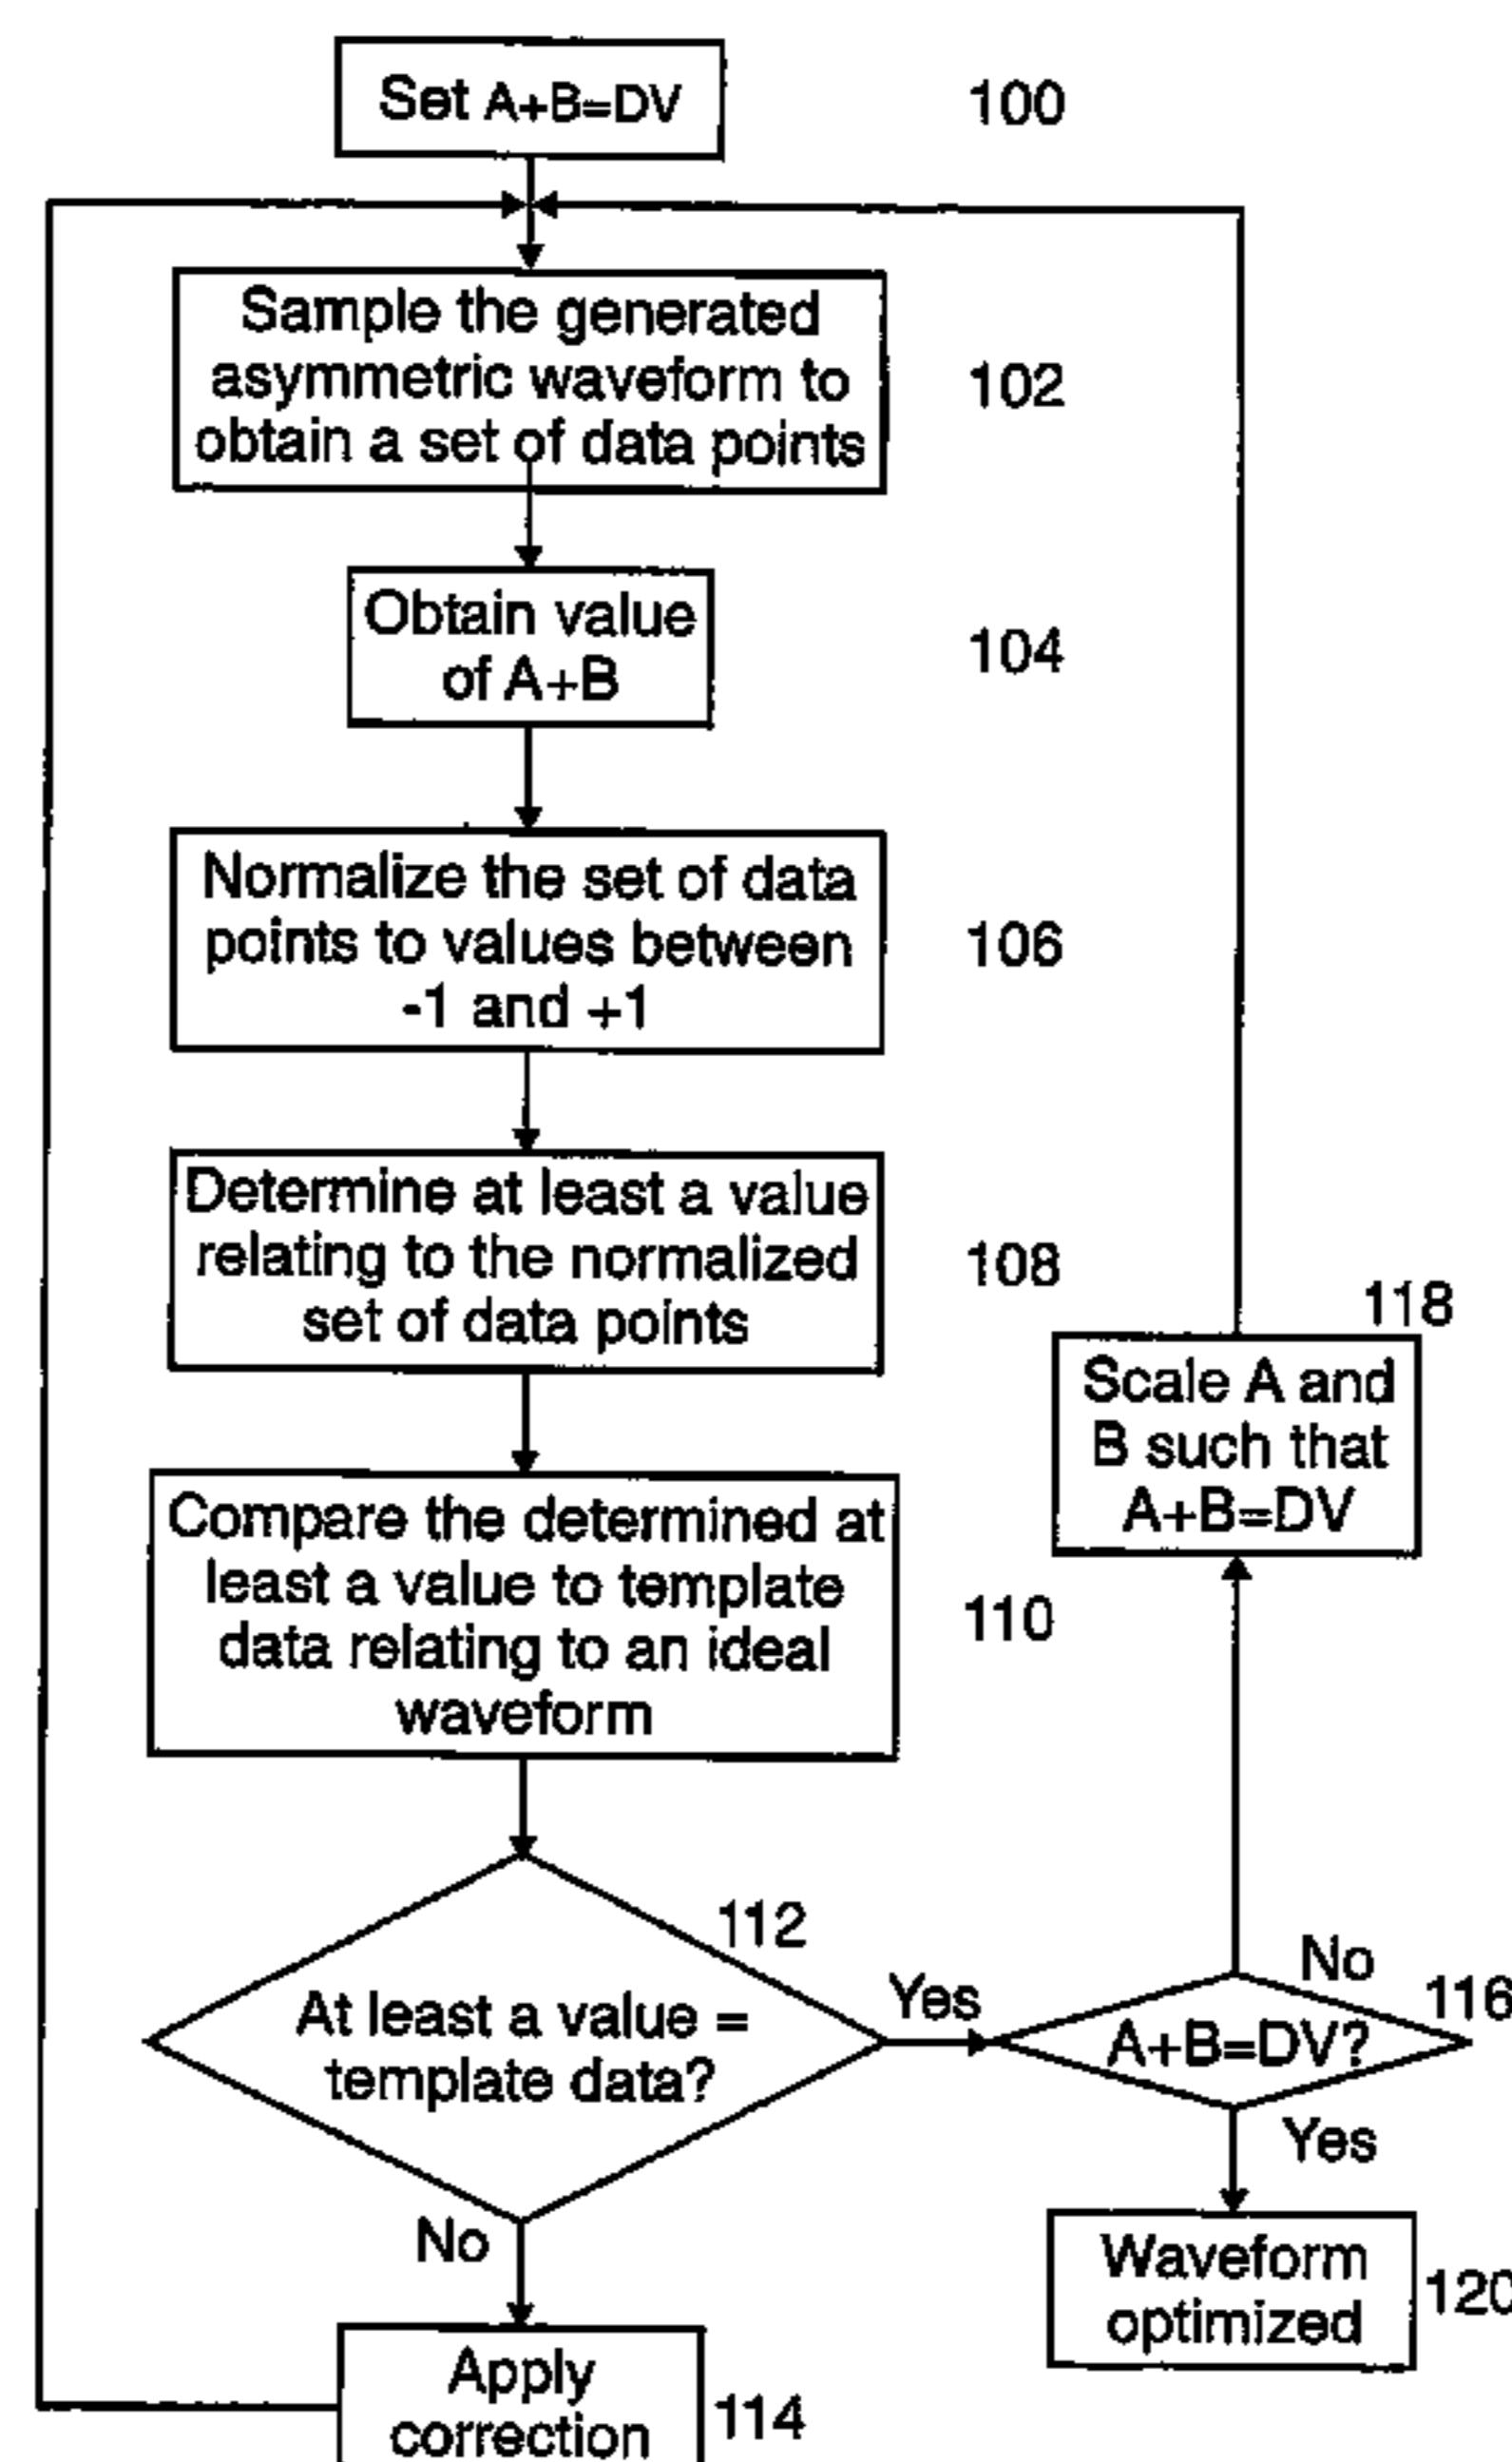 Set A+B=DV
100
Sample the generated
asymmetric waveform to
obtain a set of data points
102
Obtain value
of A+B
104
Normalize the set of data
points to values between
-1 and +1
106
Determine at least a value
relating to the normalized
set of data points
108
118
Scale A and
B such that
A+B=DV
Compare the determined at
least a value to template
data relating to an ideal
waveform
110
112
At least a value =
template data?
Yes
No
116
A+B=DV?
Yes
No
Waveform
optimized
120
Apply
correction
114